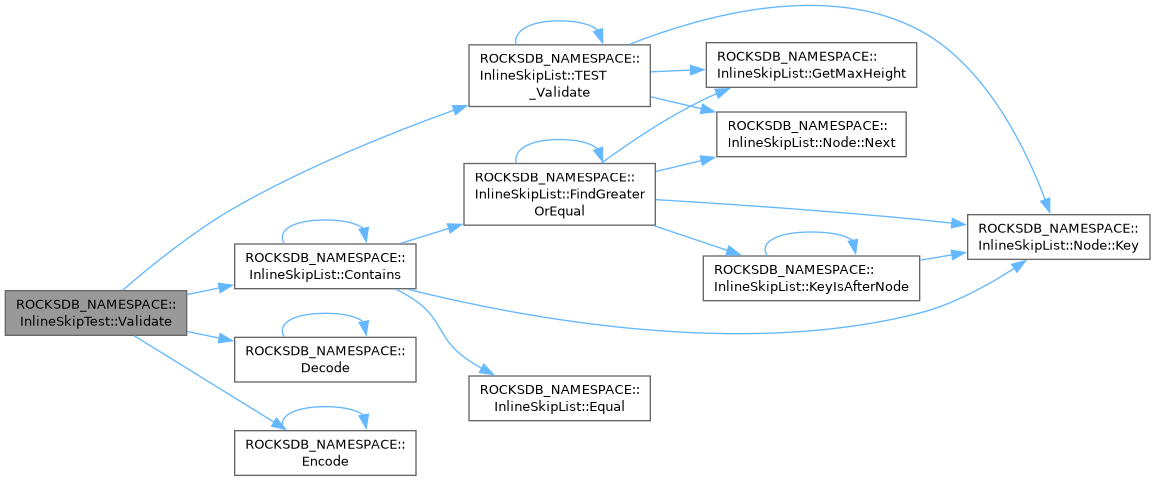 ROCKSDB_NAMESPACE::
InlineSkipTest::Validate
ROCKSDB_NAMESPACE::
InlineSkipList::TEST
_Validate
ROCKSDB_NAMESPACE::
InlineSkipList::GetMaxHeight
ROCKSDB_NAMESPACE::
InlineSkipList::Node::Next
ROCKSDB_NAMESPACE::
InlineSkipList::FindGreater
OrEqual
ROCKSDB_NAMESPACE::
InlineSkipList::Node::Key
ROCKSDB_NAMESPACE::
InlineSkipList::Contains
ROCKSDB_NAMESPACE::
InlineSkipList::KeyIsAfterNode
ROCKSDB_NAMESPACE::
Decode
ROCKSDB_NAMESPACE::
InlineSkipList::Equal
ROCKSDB_NAMESPACE::
Encode